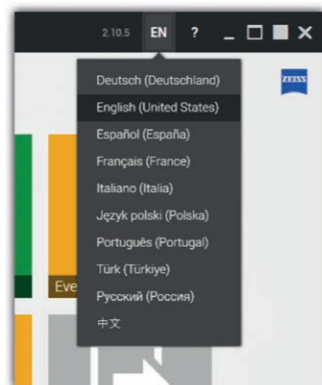 2.10.5 EN ?
ZEISS
Deutsch (Deutschland)
English (United States)
Español (España)
Français (France)
Italiano (Italia)
Język polski (Polska)
Português (Portugal)
Türk (Türkiye)
Русский (Россия)
中文
Eve